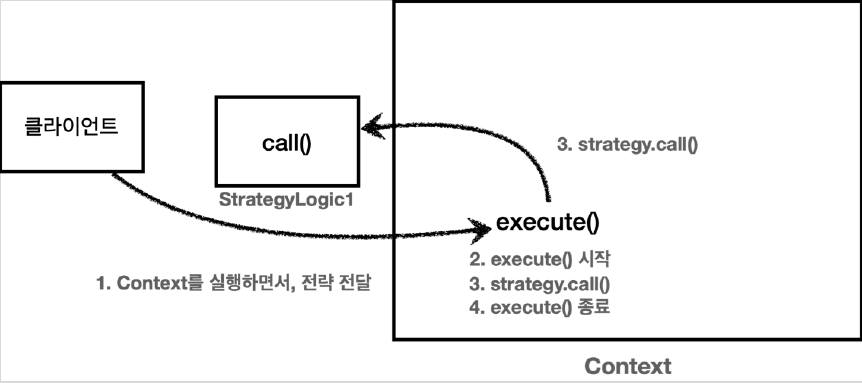 클라이언트
call()
StrategyLogic1
3. strategy.call()
execute()
1. Context를 실행하면서, 전략 전달
2. execute() 시작
3. strategy.call()
4. execute() 종료
Context